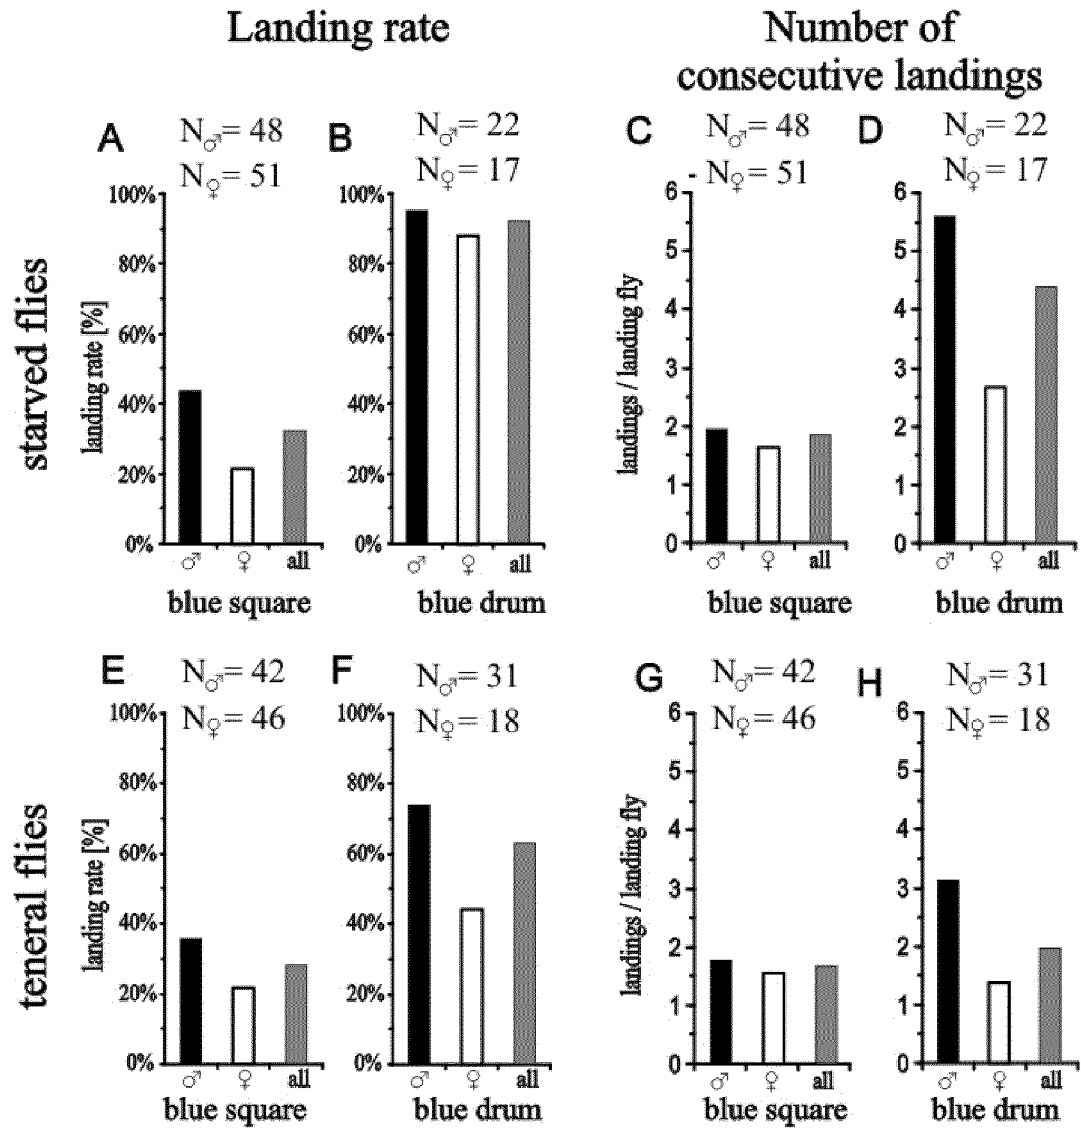 Landing rate
Number of
consecutive landings
starved flies
A
N♂= 48
N♀= 51
landing rate [%]
100%
80%
60%
40%
20%
0%
♂ ♀ all
blue square
B
N♂= 22
N♀= 17
100%
80%
60%
40%
20%
0%
♂ ♀ all
blue drum
C
N♂= 48
- N♀= 51
landings / landing fly
6
5
4
3
2
1
0
♂ ♀ all
blue square
D
N♂= 22
N♀= 17
6
5
4
3
2
1
0
♂ ♀ all
blue drum
teneral flies
E
N♂= 42
N♀= 46
landing rate [%]
100%
80%
60%
40%
20%
0%
♂ ♀ all
blue square
F
N♂= 31
N♀= 18
100%
80%
60%
40%
20%
0%
♂ ♀ all
blue drum
G
N♂= 42
N♀= 46
landings / landing fly
6
5
4
3
2
1
0
♂ ♀ all
blue square
H
N♂= 31
N♀= 18
6
5
4
3
2
1
0
♂ ♀ all
blue drum